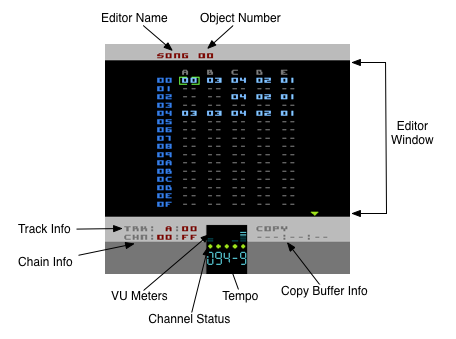 Editor Name
Object Number
SONG 00
A B C D E
00 00 03 04 02 01
01 -- -- -- -- --
02 -- -- 04 02 01
03 -- -- -- -- --
04 03 03 04 02 01
05 -- -- -- -- --
06 -- -- -- -- --
07 -- -- -- -- --
08 -- -- -- -- --
09 -- -- -- -- --
0A -- -- -- -- --
0B -- -- -- -- --
0C -- -- -- -- --
0D -- -- -- -- --
0E -- -- -- -- --
0F -- -- -- -- --
Editor
Window
Track Info
TRK: A:00
COPY
CHN:00:FF
---:-:--
Chain Info
094-9
VU Meters
Tempo
Copy Buffer Info
Channel Status